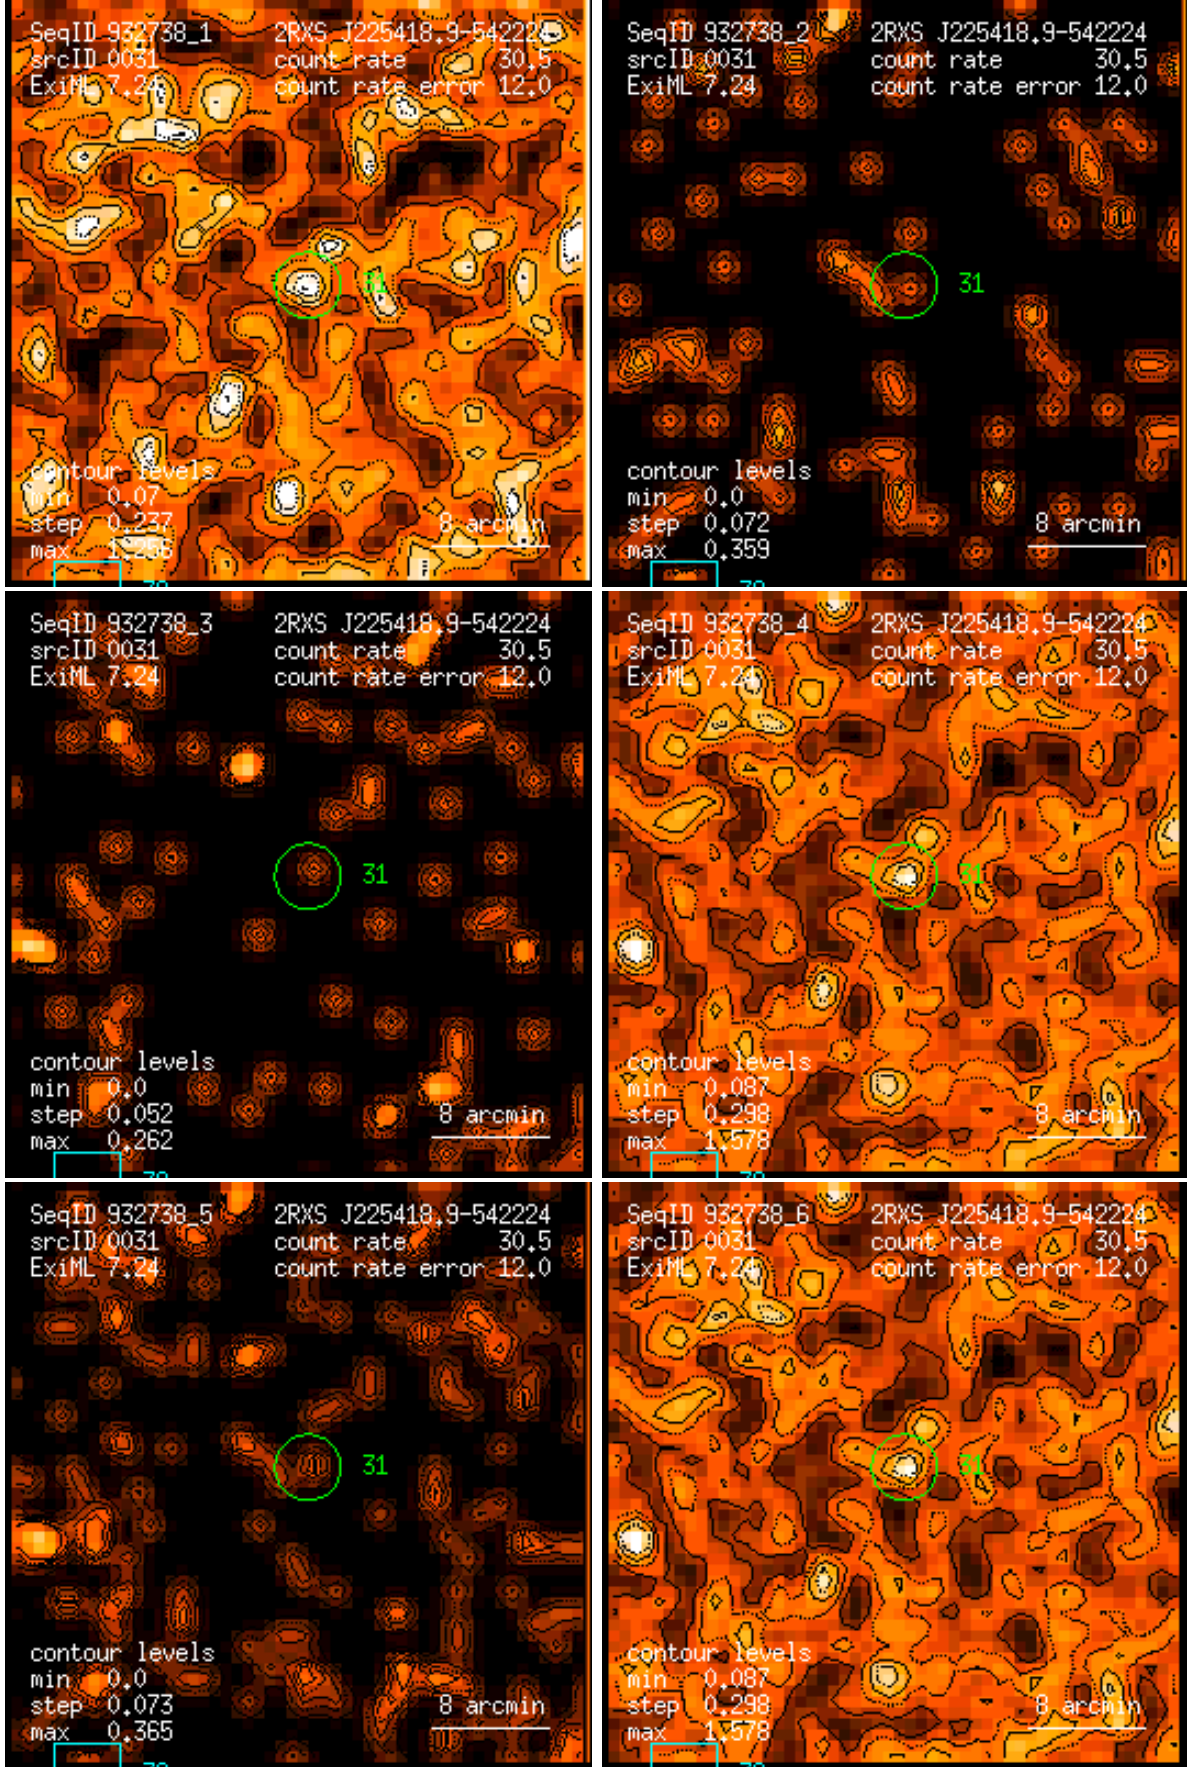 SeqID 932738_1 2RXS J225418.9-542224
srcID 0031 count rate 30.5
ExiML 7.24 count rate error 12.0
31
contour levels
min 0.07
step 0.237 8 arcmin
max 1.256
SeqID 932738_2 2RXS J225418.9-542224
srcID 0031 count rate 30.5
ExiML 7.24 count rate error 12.0
31
contour levels
min 0.0
step 0.072 8 arcmin
max 0.359
SeqID 932738_3 2RXS J225418.9-542224
srcID 0031 count rate 30.5
ExiML 7.24 count rate error 12.0
31
contour levels
min 0.0
step 0.052 8 arcmin
max 0.262
SeqID 932738_4 2RXS J225418.9-542224
srcID 0031 count rate 30.5
ExiML 7.24 count rate error 12.0
31
contour levels
min 0.087
step 0.298 8 arcmin
max 1.578
SeqID 932738_5 2RXS J225418.9-542224
srcID 0031 count rate 30.5
ExiML 7.24 count rate error 12.0
31
contour levels
min 0.0
step 0.073 8 arcmin
max 0.365
SeqID 932738_6 2RXS J225418.9-542224
srcID 0031 count rate 30.5
ExiML 7.24 count rate error 12.0
31
contour levels
min 0.087
step 0.298 8 arcmin
max 1.578